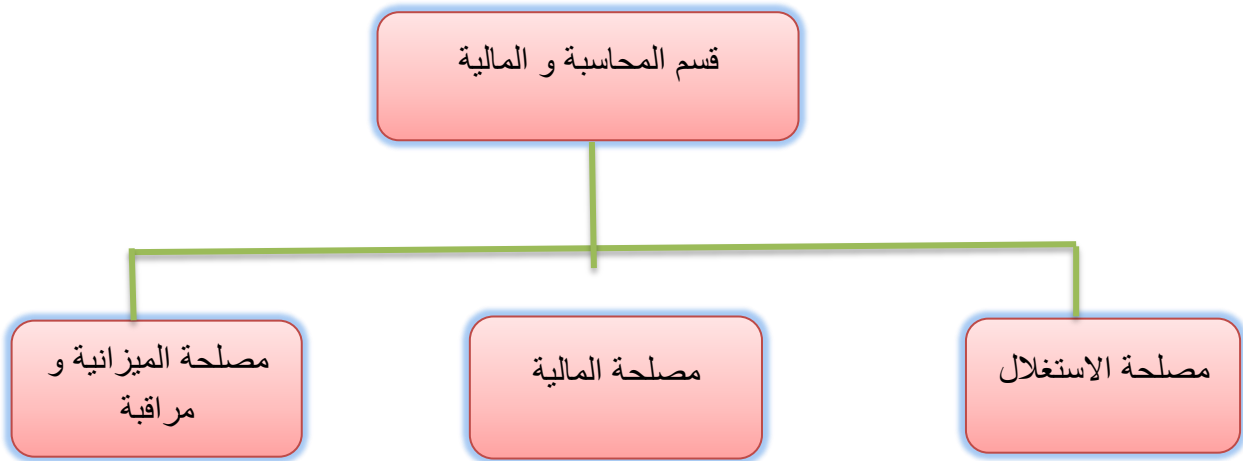 قسم المحاسبة و المالية
مصلحة الاستغلال
مصلحة المالية
مصلحة الميزانية و
مراقبة